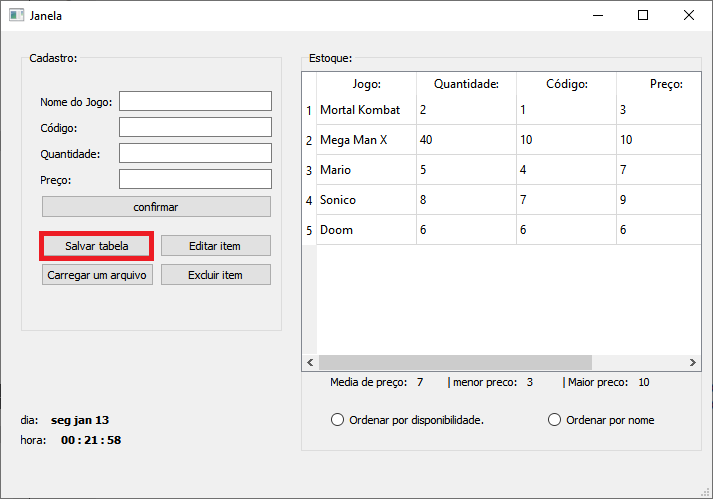 Janela
Cadastro:
Nome do Jogo:
Código:
Quantidade:
Preço:
confirmar
Salvar tabela Editar item
Carregar um arquivo Excluir item
dia: seg jan 13
hora: 00 : 21 : 58
Estoque:
Jogo: Quantidade: Código: Preço:
1 Mortal Kombat 2 1 3
2 Mega Man X 40 10 10
3 Mario 5 4 7
4 Sonico 8 7 9
5 Doom 6 6 6
Media de preço: 7 | menor preco: 3 | Maior preco: 10
Ordenar por disponibilidade. Ordenar por nome